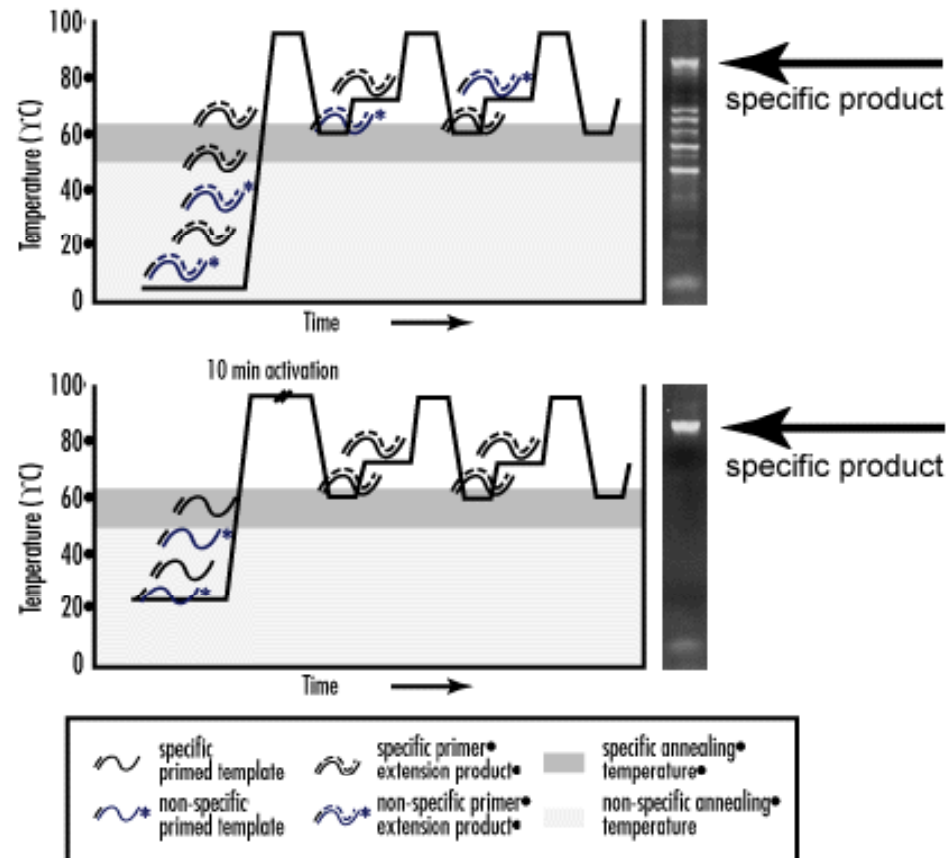 100
80●
60●
40●
20●
0
Temperature (ϒC)
Time
specific product
10 min activation
100
80●
60●
40●
20●
0
Temperature (ϒC)
Time
specific product
specific
primed template
specific primer●
extension product●
specific annealing●
temperature●
* non-specific
primed template
* non-specific primer●
extension product●
non-specific annealing●
temperature